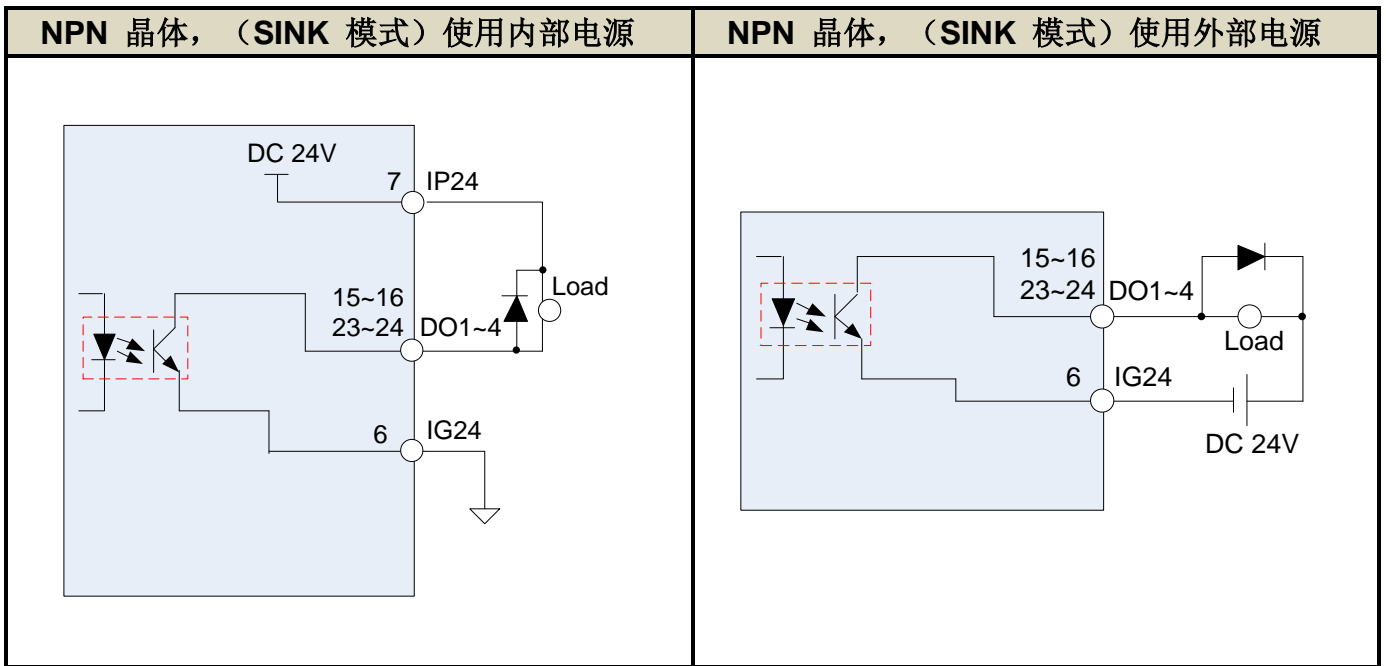 NPN 晶体，（SINK 模式）使用内部电源
NPN 晶体，（SINK 模式）使用外部电源
DC 24V
7 IP24
Load
15~16
23~24 DO1~4
6 IG24
15~16
23~24 DO1~4
Load
6 IG24
DC 24V